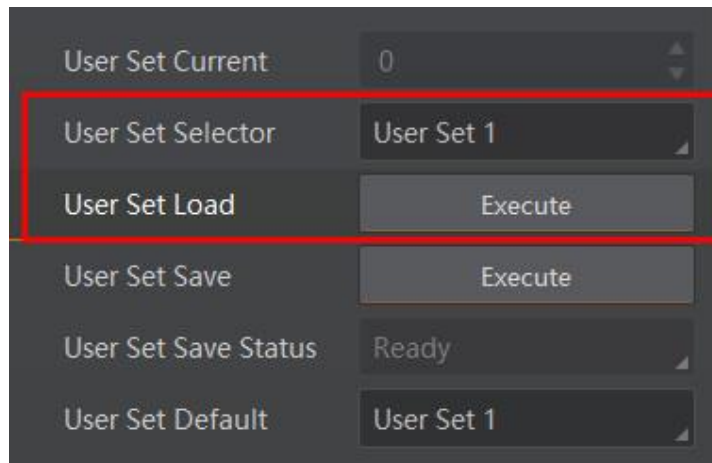 User Set Current 0
User Set Selector User Set 1
User Set Load Execute
User Set Save Execute
User Set Save Status Ready
User Set Default User Set 1